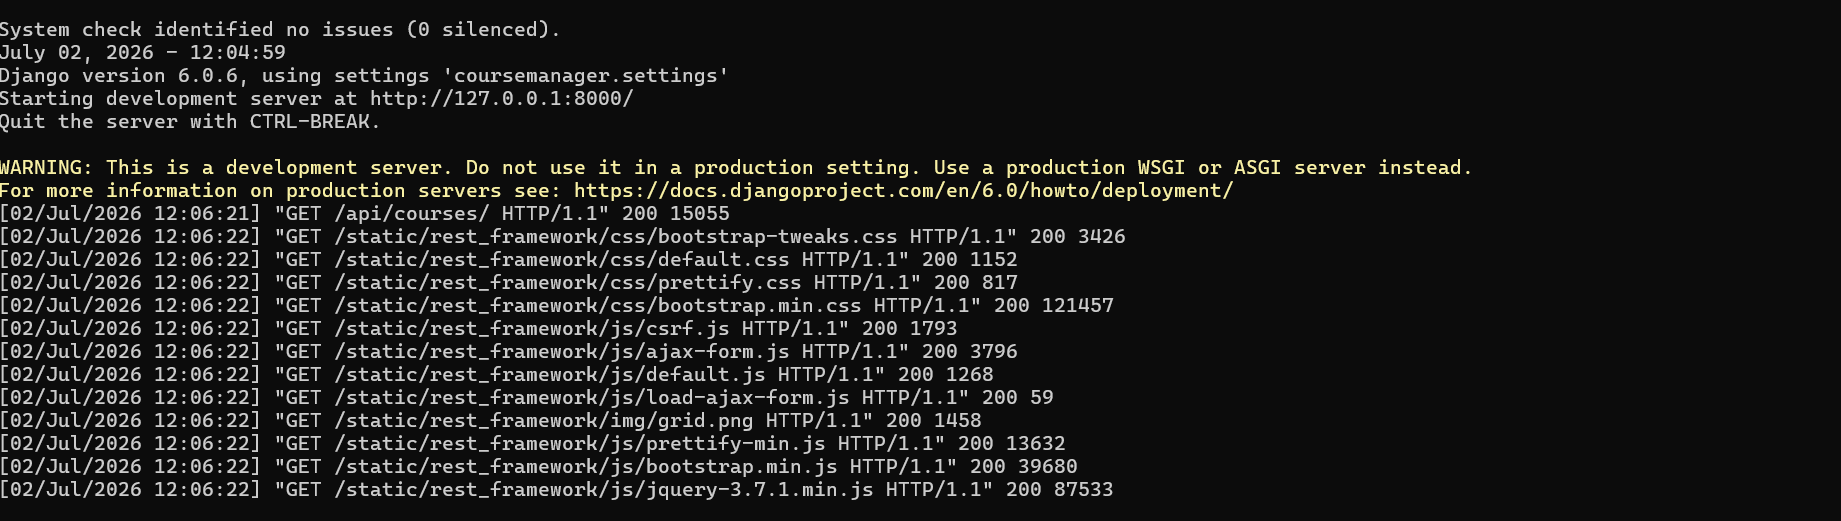 System check identified no issues (0 silenced).
July 02, 2026 - 12:04:59
Django version 6.0.6, using settings 'coursemanager.settings'
Starting development server at http://127.0.0.1:8000/
Quit the server with CTRL-BREAK.
WARNING: This is a development server. Do not use it in a production setting. Use a production WSGI or ASGI server instead.
For more information on production servers see: https://docs.djangoproject.com/en/6.0/howto/deployment/
[02/Jul/2026 12:06:21] "GET /api/courses/ HTTP/1.1" 200 15055
[02/Jul/2026 12:06:22] "GET /static/rest_framework/css/bootstrap-tweaks.css HTTP/1.1" 200 3426
[02/Jul/2026 12:06:22] "GET /static/rest_framework/css/default.css HTTP/1.1" 200 1152
[02/Jul/2026 12:06:22] "GET /static/rest_framework/css/prettify.css HTTP/1.1" 200 817
[02/Jul/2026 12:06:22] "GET /static/rest_framework/css/bootstrap.min.css HTTP/1.1" 200 121457
[02/Jul/2026 12:06:22] "GET /static/rest_framework/js/csrf.js HTTP/1.1" 200 1793
[02/Jul/2026 12:06:22] "GET /static/rest_framework/js/ajax-form.js HTTP/1.1" 200 3796
[02/Jul/2026 12:06:22] "GET /static/rest_framework/js/default.js HTTP/1.1" 200 1268
[02/Jul/2026 12:06:22] "GET /static/rest_framework/js/load-ajax-form.js HTTP/1.1" 200 59
[02/Jul/2026 12:06:22] "GET /static/rest_framework/img/grid.png HTTP/1.1" 200 1458
[02/Jul/2026 12:06:22] "GET /static/rest_framework/js/prettify-min.js HTTP/1.1" 200 13632
[02/Jul/2026 12:06:22] "GET /static/rest_framework/js/bootstrap.min.js HTTP/1.1" 200 39680
[02/Jul/2026 12:06:22] "GET /static/rest_framework/js/jquery-3.7.1.min.js HTTP/1.1" 200 87533